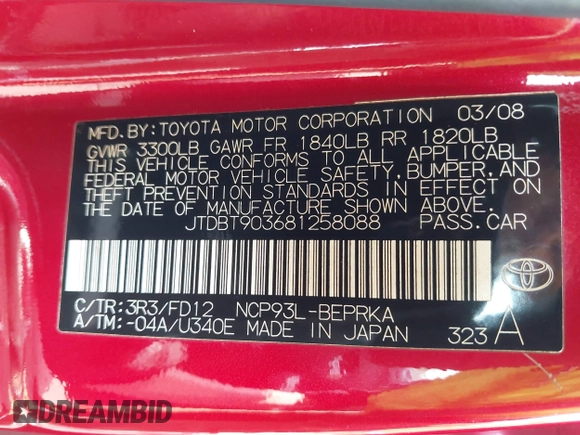 MFD. BY: TOYOTA MOTOR CORPORATION 03/08
GVWR 3300LB GAWR FR 1840LB RR 1820LB
THIS VEHICLE CONFORMS TO ALL APPLICABLE
FEDERAL MOTOR VEHICLE SAFETY, BUMPER, AND
THEFT PREVENTION STANDARDS IN EFFECT ON
THE DATE OF MANUFACTURE SHOWN ABOVE.
JTDBT903681258088 PASS. CAR
C/TR: 3R3/FD12 NCP93L-BEPRKA
A/TM: -04A/U340E MADE IN JAPAN 323 A
DREAMBID